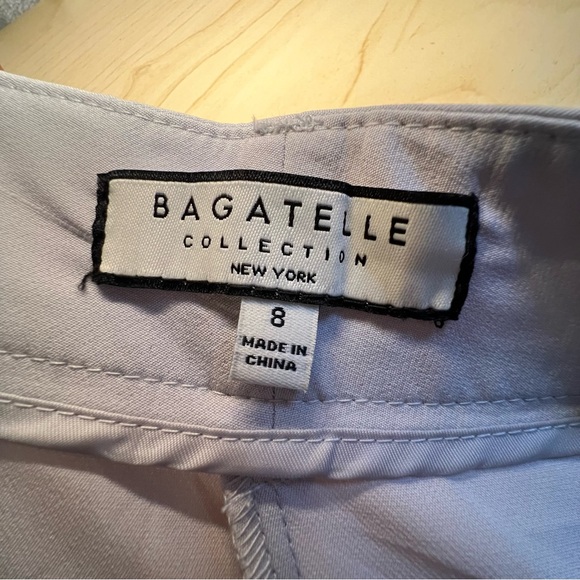 BAGATELLE
COLLECTION
NEW YORK
8
MADE IN
CHINA